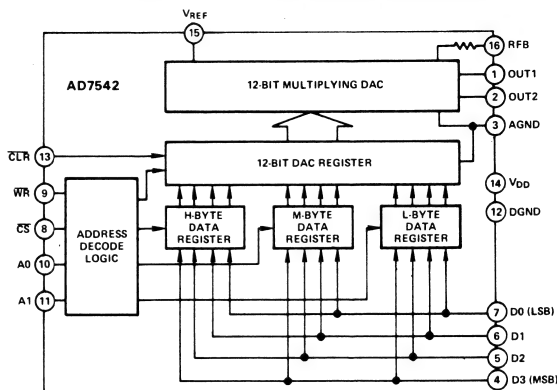 VREF
15
16 RFB
AD7542
12-BIT MULTIPLYING DAC
1 OUT1
2 OUT2
3 AGND
CLR 13
12-BIT DAC REGISTER
14 VDD
WR 9
12 DGND
CS 8
ADDRESS
DECODE
LOGIC
H-BYTE
DATA
REGISTER
M-BYTE
DATA
REGISTER
L-BYTE
DATA
REGISTER
A0 10
A1 11
7 D0 (LSB)
6 D1
5 D2
4 D3 (MSB)